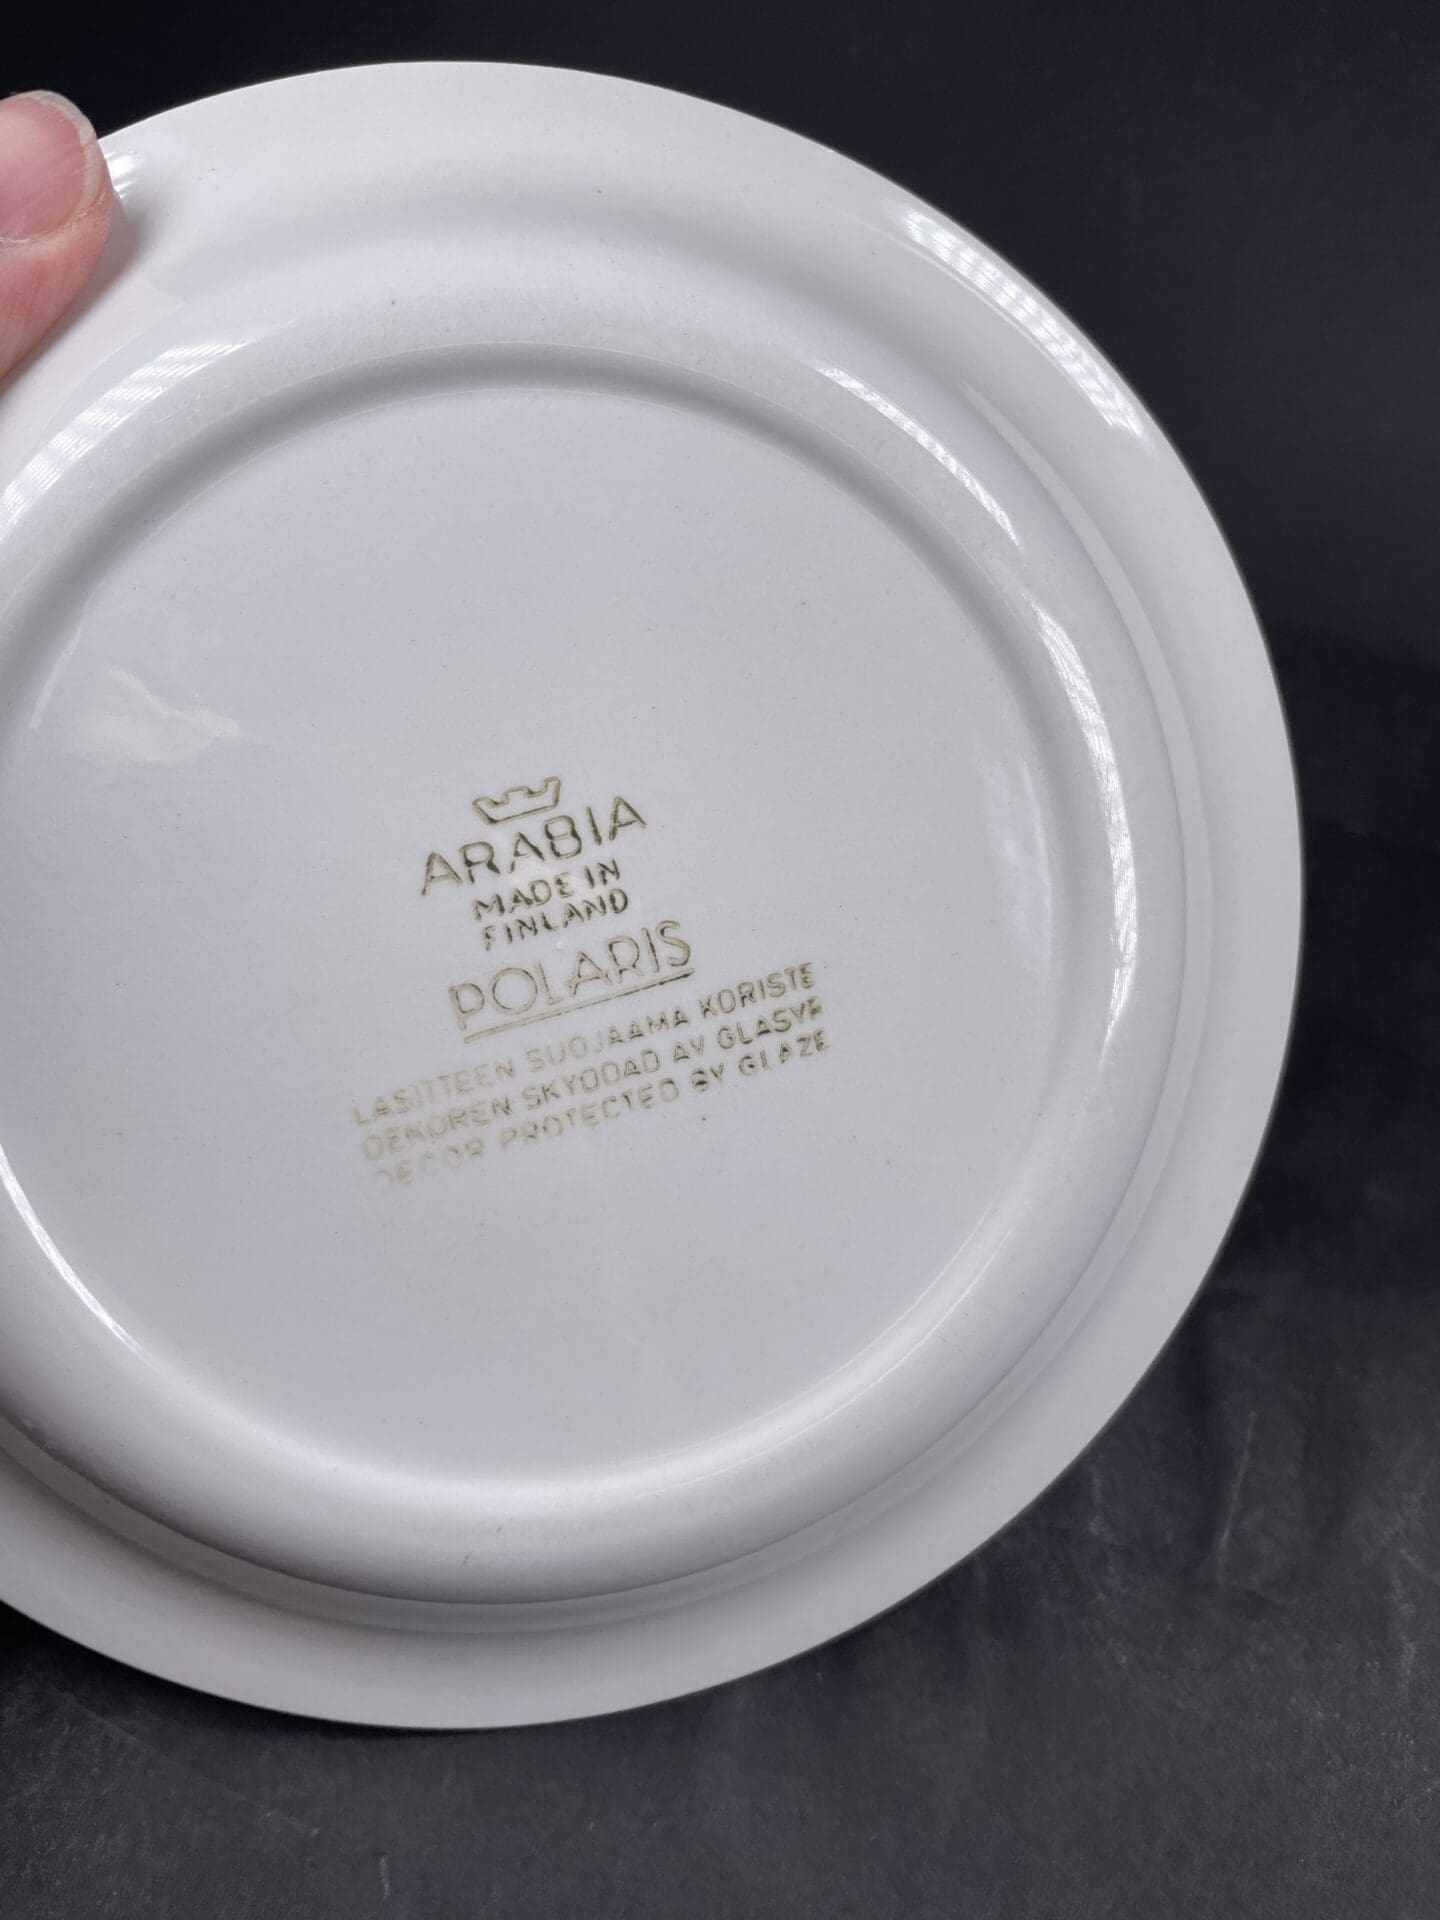 ARABIA
MADE IN
FINLAND
POLARIS
LASITTEEN SUOJAAMA KORISTE
DEKOREN SKYDDAD AV GLASYR
DECOR PROTECTED BY GLAZE